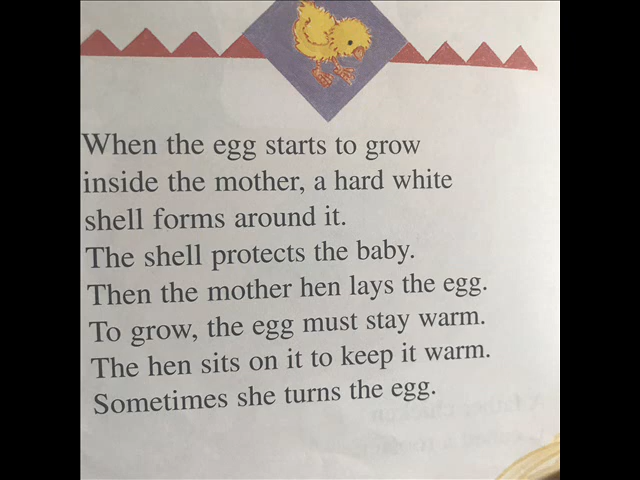 When the egg starts to grow
inside the mother, a hard white
shell forms around it.
The shell protects the baby.
Then the mother hen lays the egg.
To grow, the egg must stay warm.
The hen sits on it to keep it warm.
Sometimes she turns the egg.